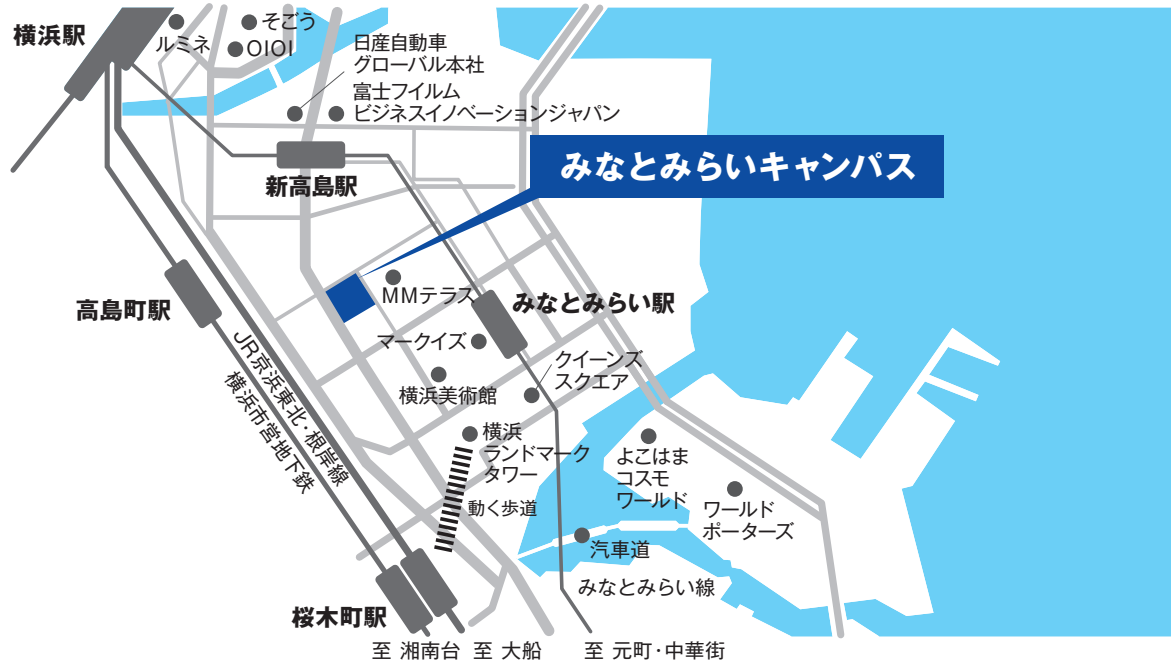 横浜駅
ルミネ
そごう
OIOI
日産自動車
グローバル本社
富士フイルム
ビジネスイノベーションジャパン
みなとみらいキャンパス
新高島駅
高島町駅
MMテラス
みなとみらい駅
マークイズ
クイーンズ
スクエア
横浜美術館
JR京浜東北・根岸線
横浜市営地下鉄
横浜
ランドマーク
タワー
動く歩道
よこはま
コスモ
ワールド
ワールド
ポーターズ
汽車道
みなとみらい線
桜木町駅
至 湘南台
至 大船
至 元町・中華街